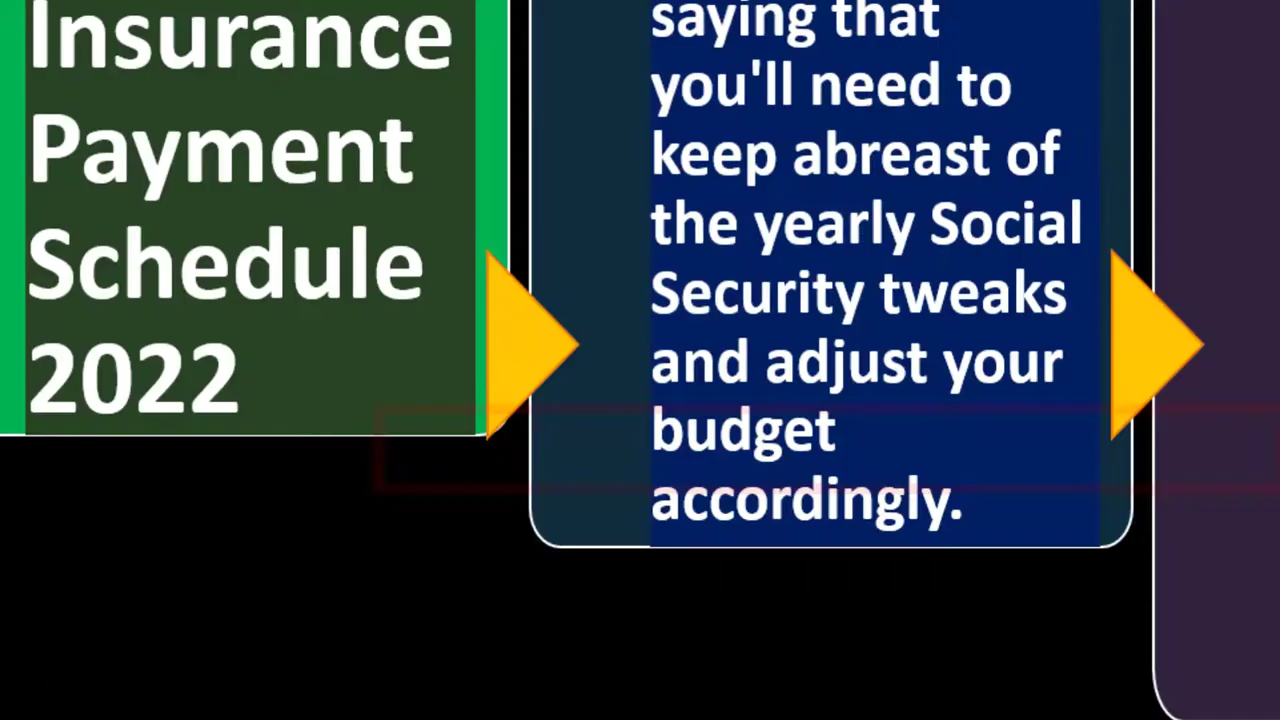 Insurance
Payment
Schedule
2022
saying that
you'll need to
keep abreast of
the yearly Social
Security tweaks
and adjust your
budget
accordingly.